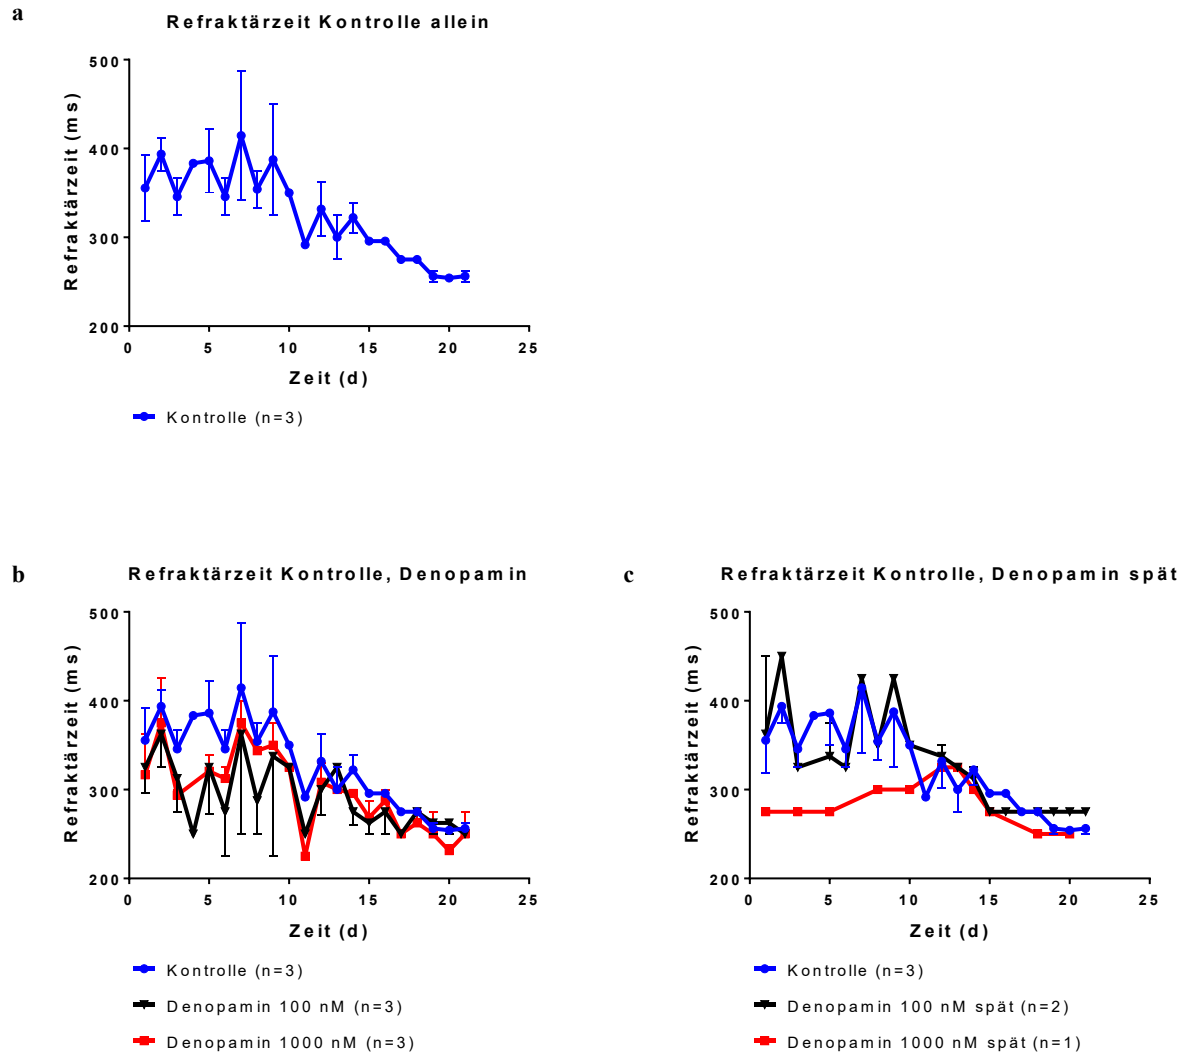 a
Refraktärzeit Kontrolle allein
500
400
300
200
Refraktärzeit (ms)
0 5 10 15 20 25
Zeit (d)
Kontrolle (n=3)
b
Refraktärzeit Kontrolle, Denopamin
500
400
300
200
Refraktärzeit (ms)
0 5 10 15 20 25
Zeit (d)
Kontrolle (n=3)
Denopamin 100 nM (n=3)
Denopamin 1000 nM (n=3)
c
Refraktärzeit Kontrolle, Denopamin spät
500
400
300
200
Refraktärzeit (ms)
0 5 10 15 20 25
Zeit (d)
Kontrolle (n=3)
Denopamin 100 nM spät (n=2)
Denopamin 1000 nM spät (n=1)